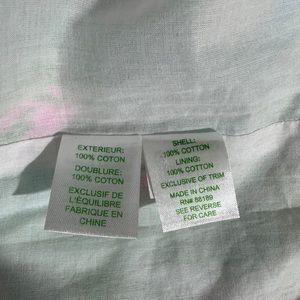 EXTERIEUR:
100% COTON
DOUBLURE:
100% COTON
EXCLUSIF DE
L'ÉQUILIBRE
FABRIQUE EN
CHINE
SHELL:
100% COTTON
LINING:
100% COTTON
EXCLUSIVE OF TRIM
MADE IN CHINA
RN# 88189
SEE REVERSE
FOR CARE